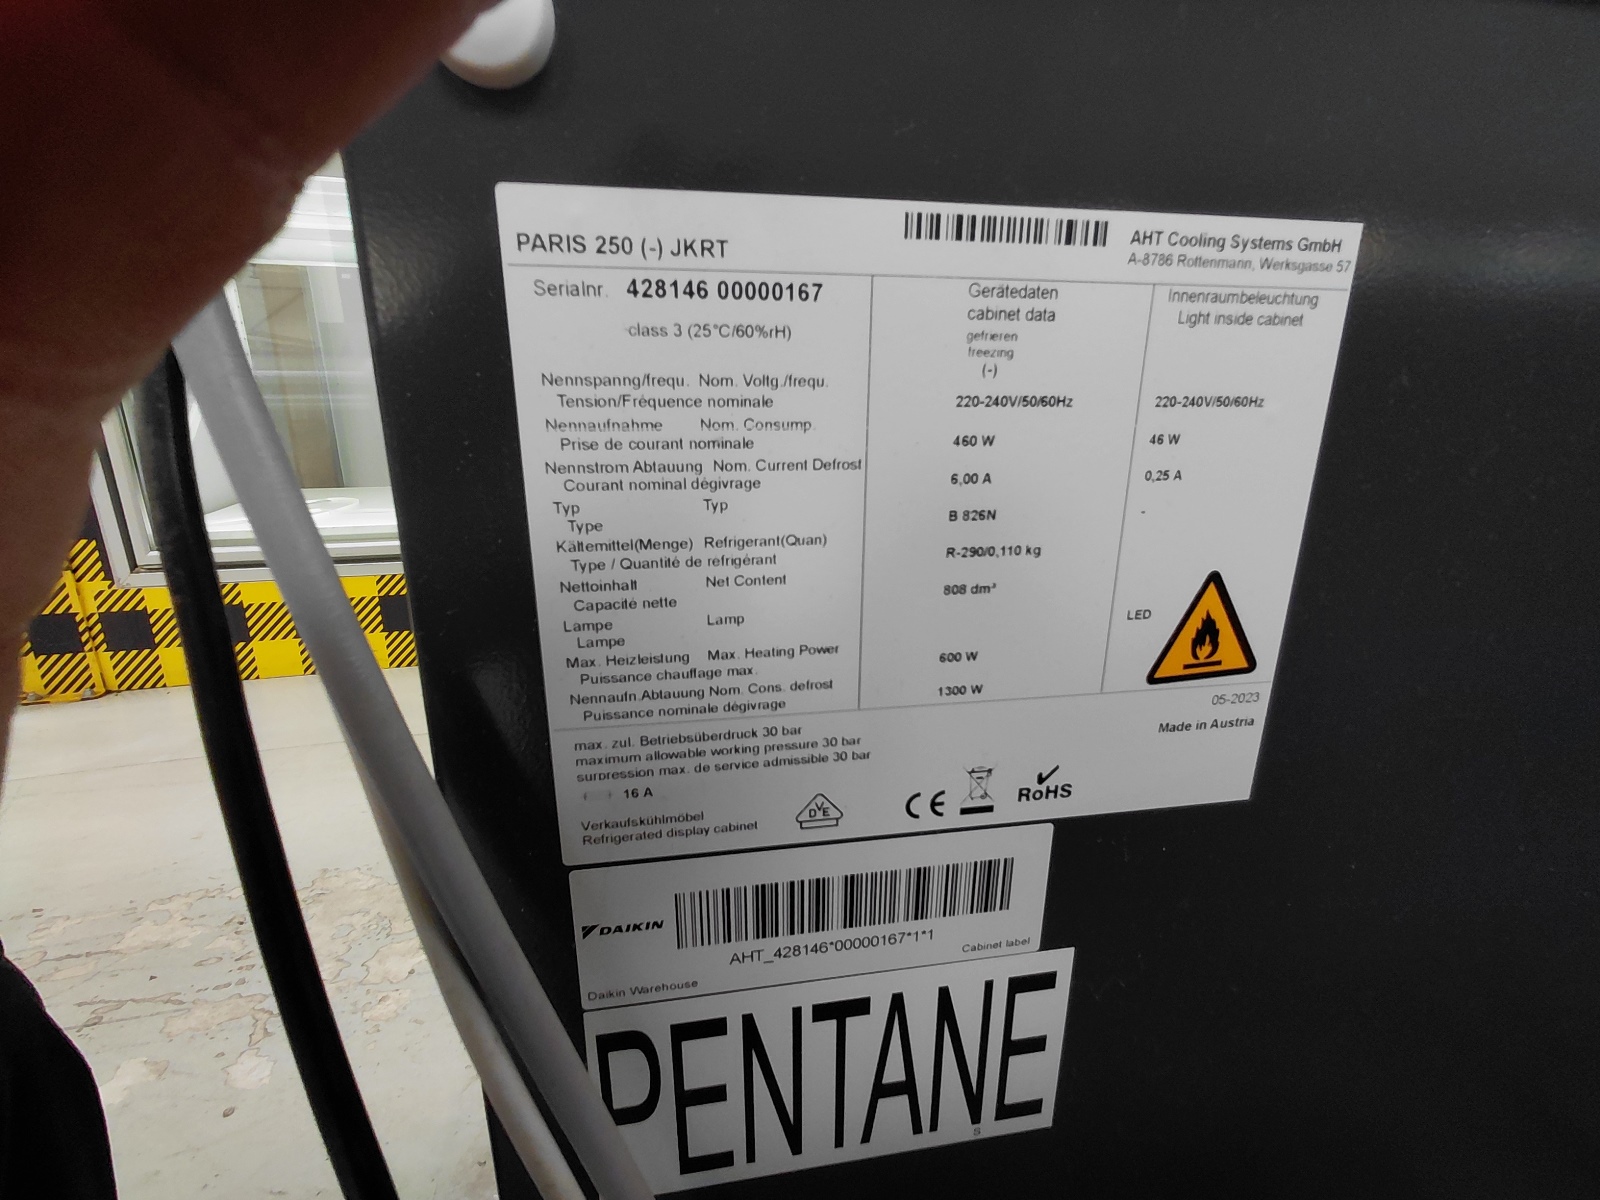 PARIS 250 (-) JKRT
AHT Cooling Systems GmbH
A-8786 Rottenmann, Werksgasse 57
Serialnr. 428146 00000167
class 3 (25°C/60%rH)
Gerätedaten
cabinet data
gefrieren
freezing
(-)
Innenraumbeleuchtung
Light inside cabinet
Nennspanng/frequ. Nom. Voltg./frequ.
Tension/Fréquence nominale
220-240V/50/60Hz
220-240V/50/60Hz
Nennaufnahme Nom. Consump.
Prise de courant nominale
460 W
46 W
Nennstrom Abtauung Nom. Current Defrost
Courant nominal dégivrage
6,00 A
0,25 A
Typ Typ
Type
B 826N
-
Kältemittel(Menge) Refrigerant(Quan)
Type / Quantité de réfrigérant
R-290/0,110 kg
Nettoinhalt Net Content
Capacité nette
808 dm³
Lampe Lamp
Lampe
LED
Max. Heizleistung Max. Heating Power
Puissance chauffage max.
600 W
Nennaufn.Abtauung Nom. Cons. defrost
Puissance nominale dégivrage
1300 W
05-2023
Made in Austria
max. zul. Betriebsüberdruck 30 bar
maximum allowable working pressure 30 bar
surpression max. de service admissible 30 bar
16 A
Verkaufskühlmöbel
Refrigerated display cabinet
DVE
CE
RoHS
DAIKIN
AHT_428146*00000167*1*1
Cabinet label
Daikin Warehouse
PENTANE
S